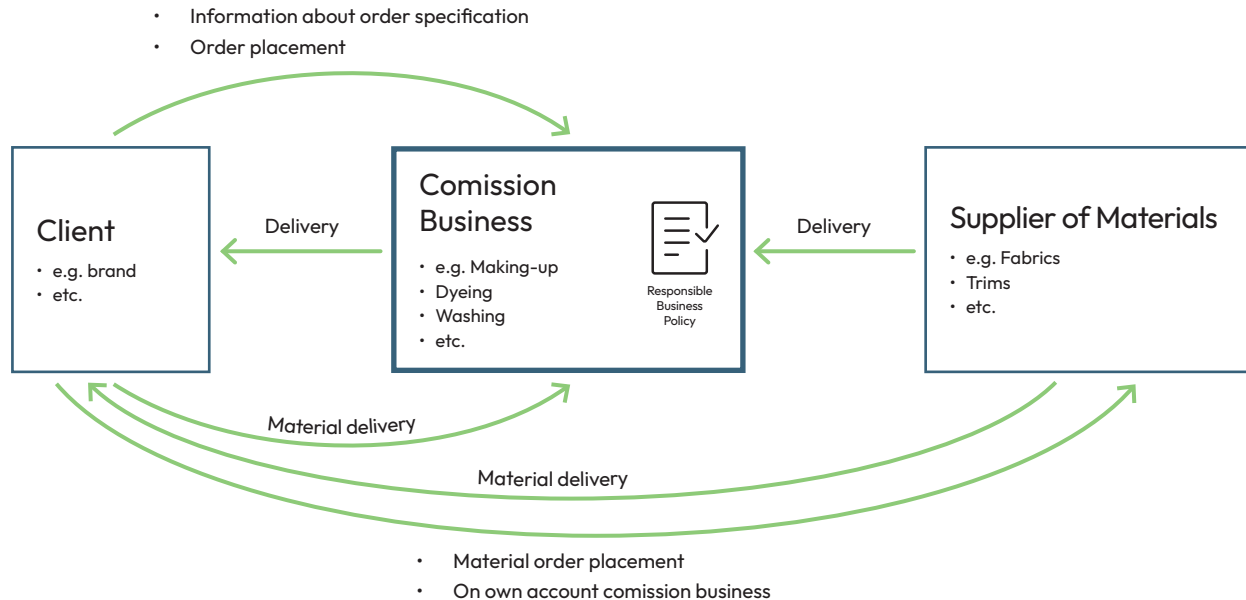 • Information about order specification
• Order placement
Client
• e.g. brand
• etc.
Delivery
Comission
Business
• e.g. Making-up
• Dyeing
• Washing
• etc.
Responsible
Business
Policy
Delivery
Supplier of Materials
• e.g. Fabrics
• Trims
• etc.
Material delivery
Material delivery
• Material order placement
• On own account comission business